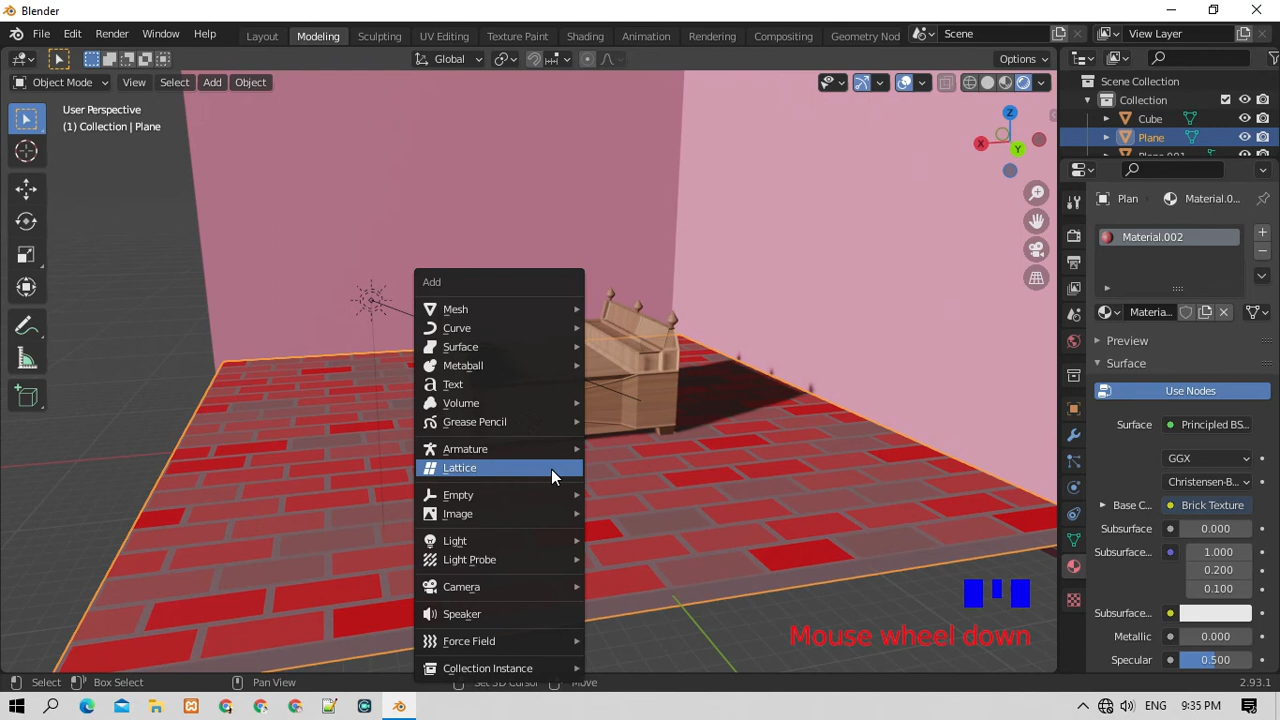 Blender
File Edit Render Window Help
Layout Modeling Sculpting UV Editing Texture Paint Shading Animation Rendering Compositing Geometry Nod
Scene
View Layer
Global
Options
Object Mode View Select Add Object
User Perspective
(1) Collection | Plane
Z
X
Y
Scene Collection
Collection
Cube
Plane
Plane.001
Plan
Material.0...
Material.002
Materia...
Preview
Surface
Use Nodes
Surface Principled BS...
GGX
Christensen-B...
Base C... Brick Texture
Subsurface 0.000
Subsurface... 1.000
0.200
0.100
Subsurface...
Metallic 0.000
Specular 0.500
Add
Mesh
Curve
Surface
Metaball
Text
Volume
Grease Pencil
Armature
Lattice
Empty
Image
Light
Light Probe
Camera
Speaker
Force Field
Collection Instance
Mouse wheel down
Select Box Select Pan View Set 3D Cursor Move
2.93.1
ENG 9:35 PM